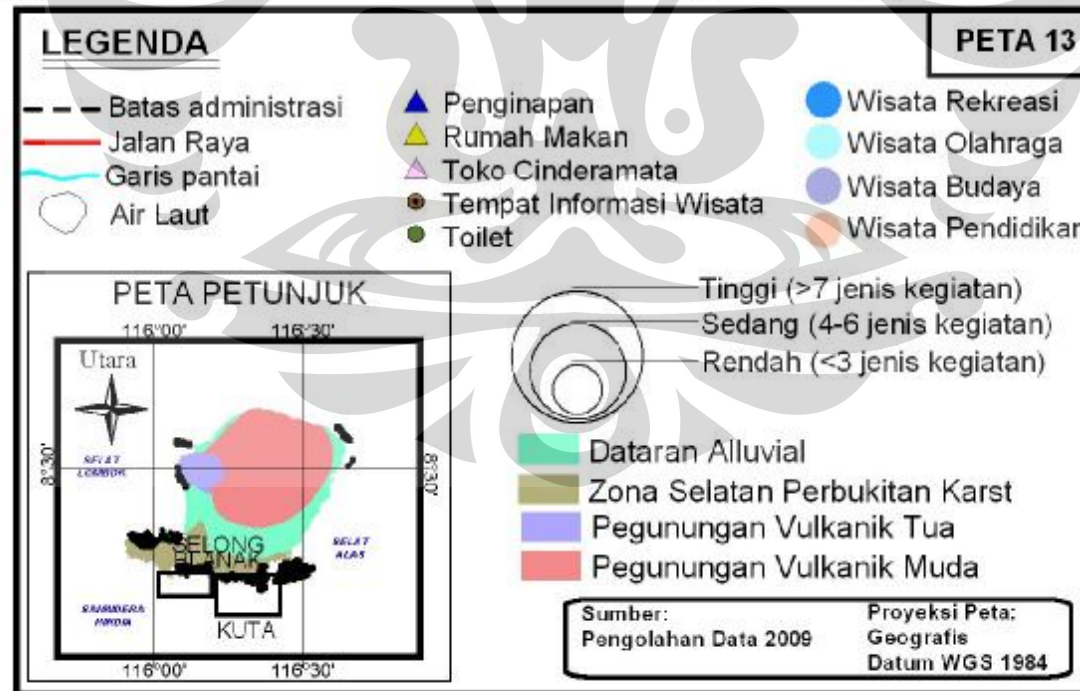 LEGENDA
PETA 13
Batas administrasi
Jalan Raya
Garis pantai
Air Laut
Penginapan
Rumah Makan
Toko Cinderamata
Tempat Informasi Wisata
Toilet
Wisata Rekreasi
Wisata Olahraga
Wisata Budaya
Wisata Pendidikan
PETA PETUNJUK
116°00'
116°30'
Utara
8°30'
SELAT
LOMBOK
8°30'
SELONG
BLANAK
SELAT
ALAS
SAMUDERA
HINDIA
KUTA
116°00'
116°30'
Tinggi (>7 jenis kegiatan)
Sedang (4-6 jenis kegiatan)
Rendah (<3 jenis kegiatan)
Dataran Alluvial
Zona Selatan Perbukitan Karst
Pegunungan Vulkanik Tua
Pegunungan Vulkanik Muda
Sumber:
Pengolahan Data 2009
Proyeksi Peta:
Geografis
Datum WGS 1984